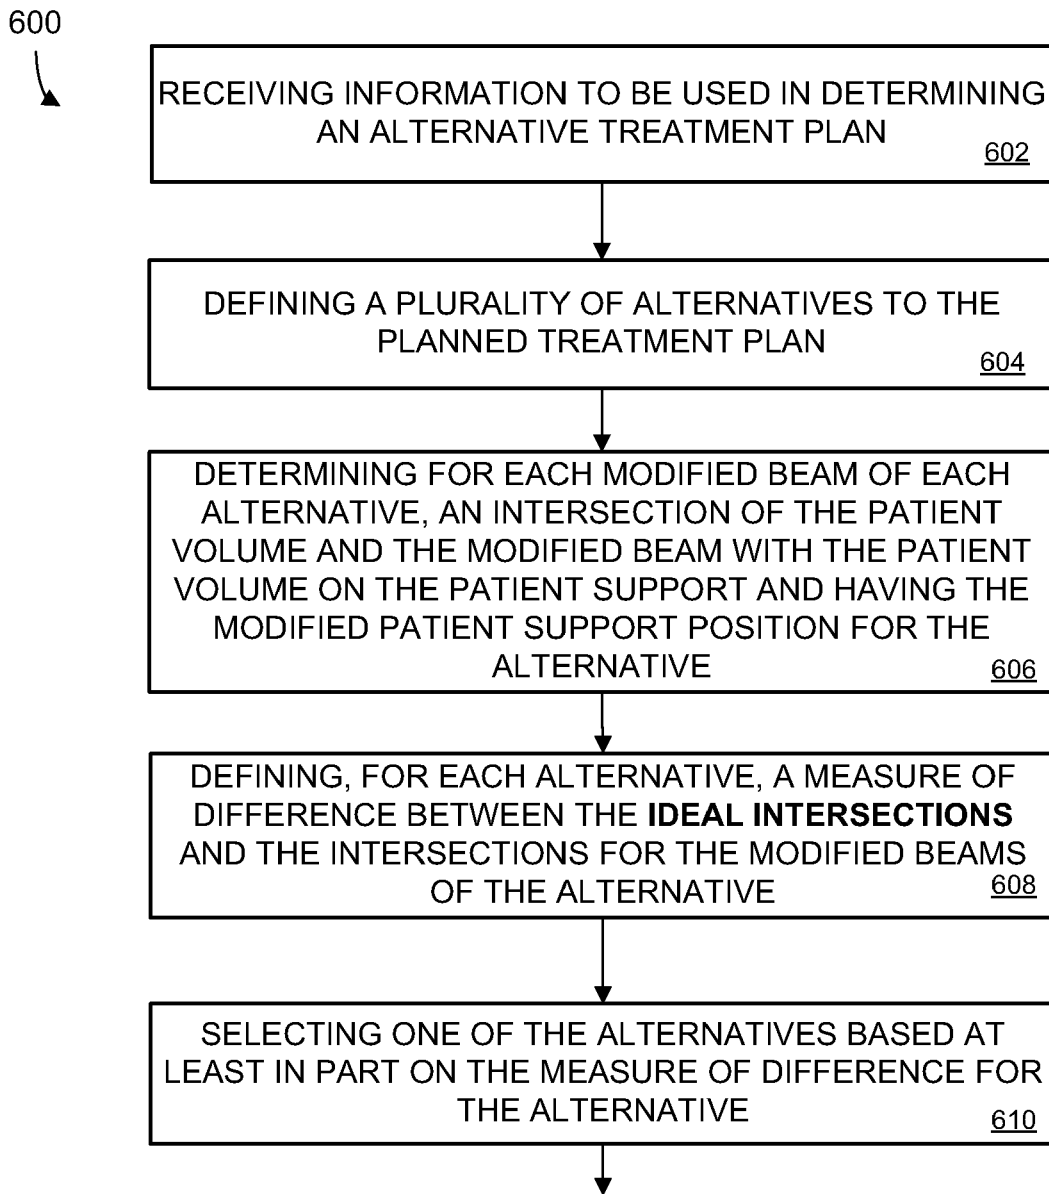 600
RECEIVING INFORMATION TO BE USED IN DETERMINING
AN ALTERNATIVE TREATMENT PLAN
602
DEFINING A PLURALITY OF ALTERNATIVES TO THE
PLANNED TREATMENT PLAN
604
DETERMINING FOR EACH MODIFIED BEAM OF EACH
ALTERNATIVE, AN INTERSECTION OF THE PATIENT
VOLUME AND THE MODIFIED BEAM WITH THE PATIENT
VOLUME ON THE PATIENT SUPPORT AND HAVING THE
MODIFIED PATIENT SUPPORT POSITION FOR THE
ALTERNATIVE
606
DEFINING, FOR EACH ALTERNATIVE, A MEASURE OF
DIFFERENCE BETWEEN THE IDEAL INTERSECTIONS
AND THE INTERSECTIONS FOR THE MODIFIED BEAMS
OF THE ALTERNATIVE
608
SELECTING ONE OF THE ALTERNATIVES BASED AT
LEAST IN PART ON THE MEASURE OF DIFFERENCE FOR
THE ALTERNATIVE
610